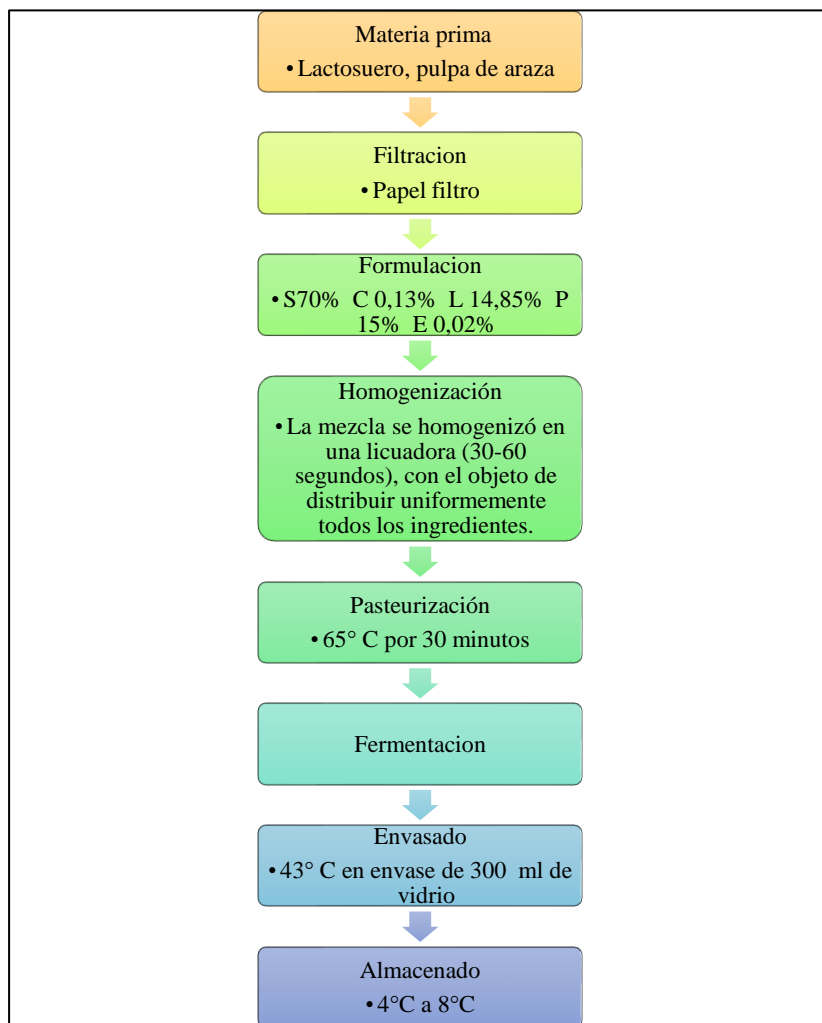 Materia prima
• Lactosuero, pulpa de araza
Filtracion
• Papel filtro
Formulacion
• S70% C 0,13% L 14,85% P
15% E 0,02%
Homogenización
• La mezcla se homogenizó en
una licuadora (30-60
segundos), con el objeto de
distribuir uniformemente
todos los ingredientes.
Pasteurización
• 65° C por 30 minutos
Fermentacion
Envasado
• 43° C en envase de 300 ml de
vidrio
Almacenado
• 4°C a 8°C